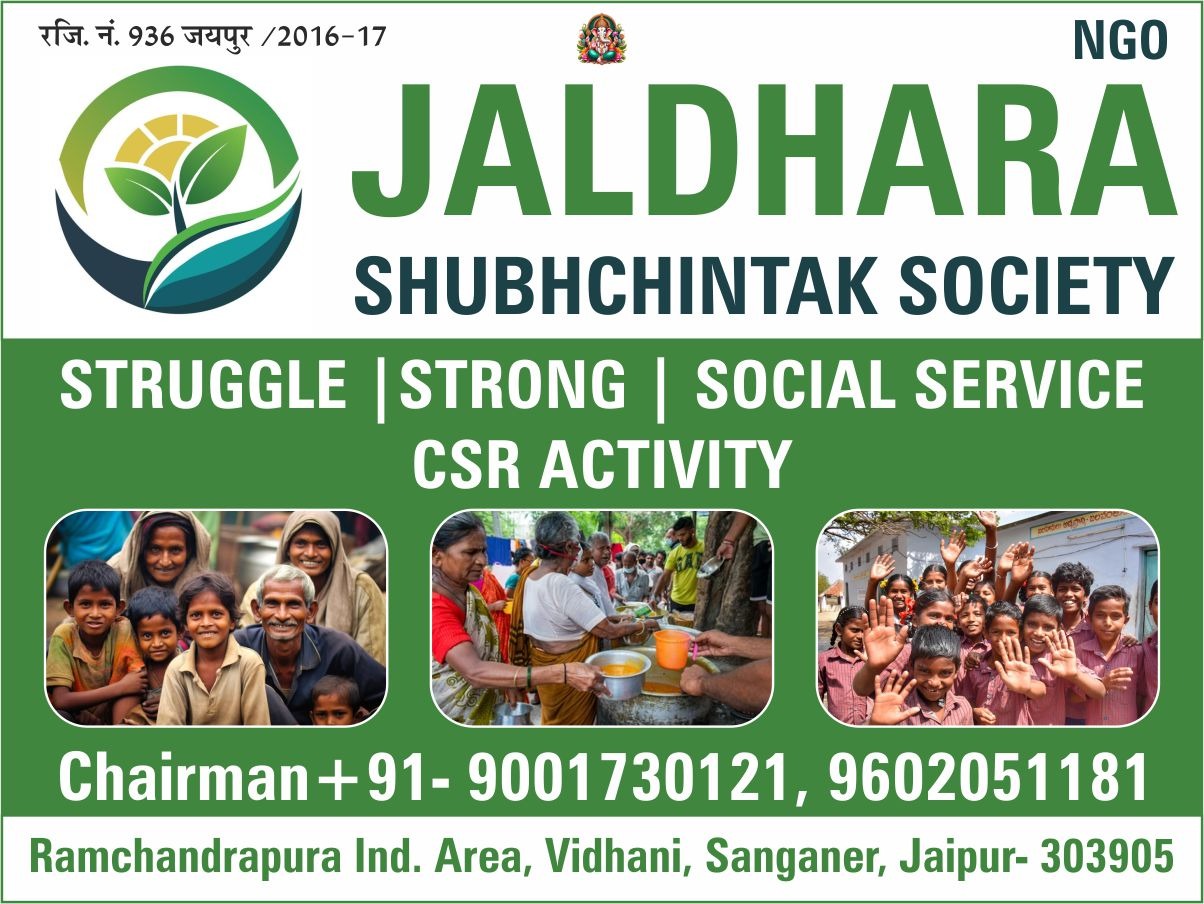 रजि. नं. 936 जयपुर /2016-17
NGO
JALDHARA
SHUBHCHINTAK SOCIETY
STRUGGLE | STRONG | SOCIAL SERVICE
CSR ACTIVITY
Chairman+91- 9001730121, 9602051181
Ramchandrapura Ind. Area, Vidhani, Sanganer, Jaipur- 303905